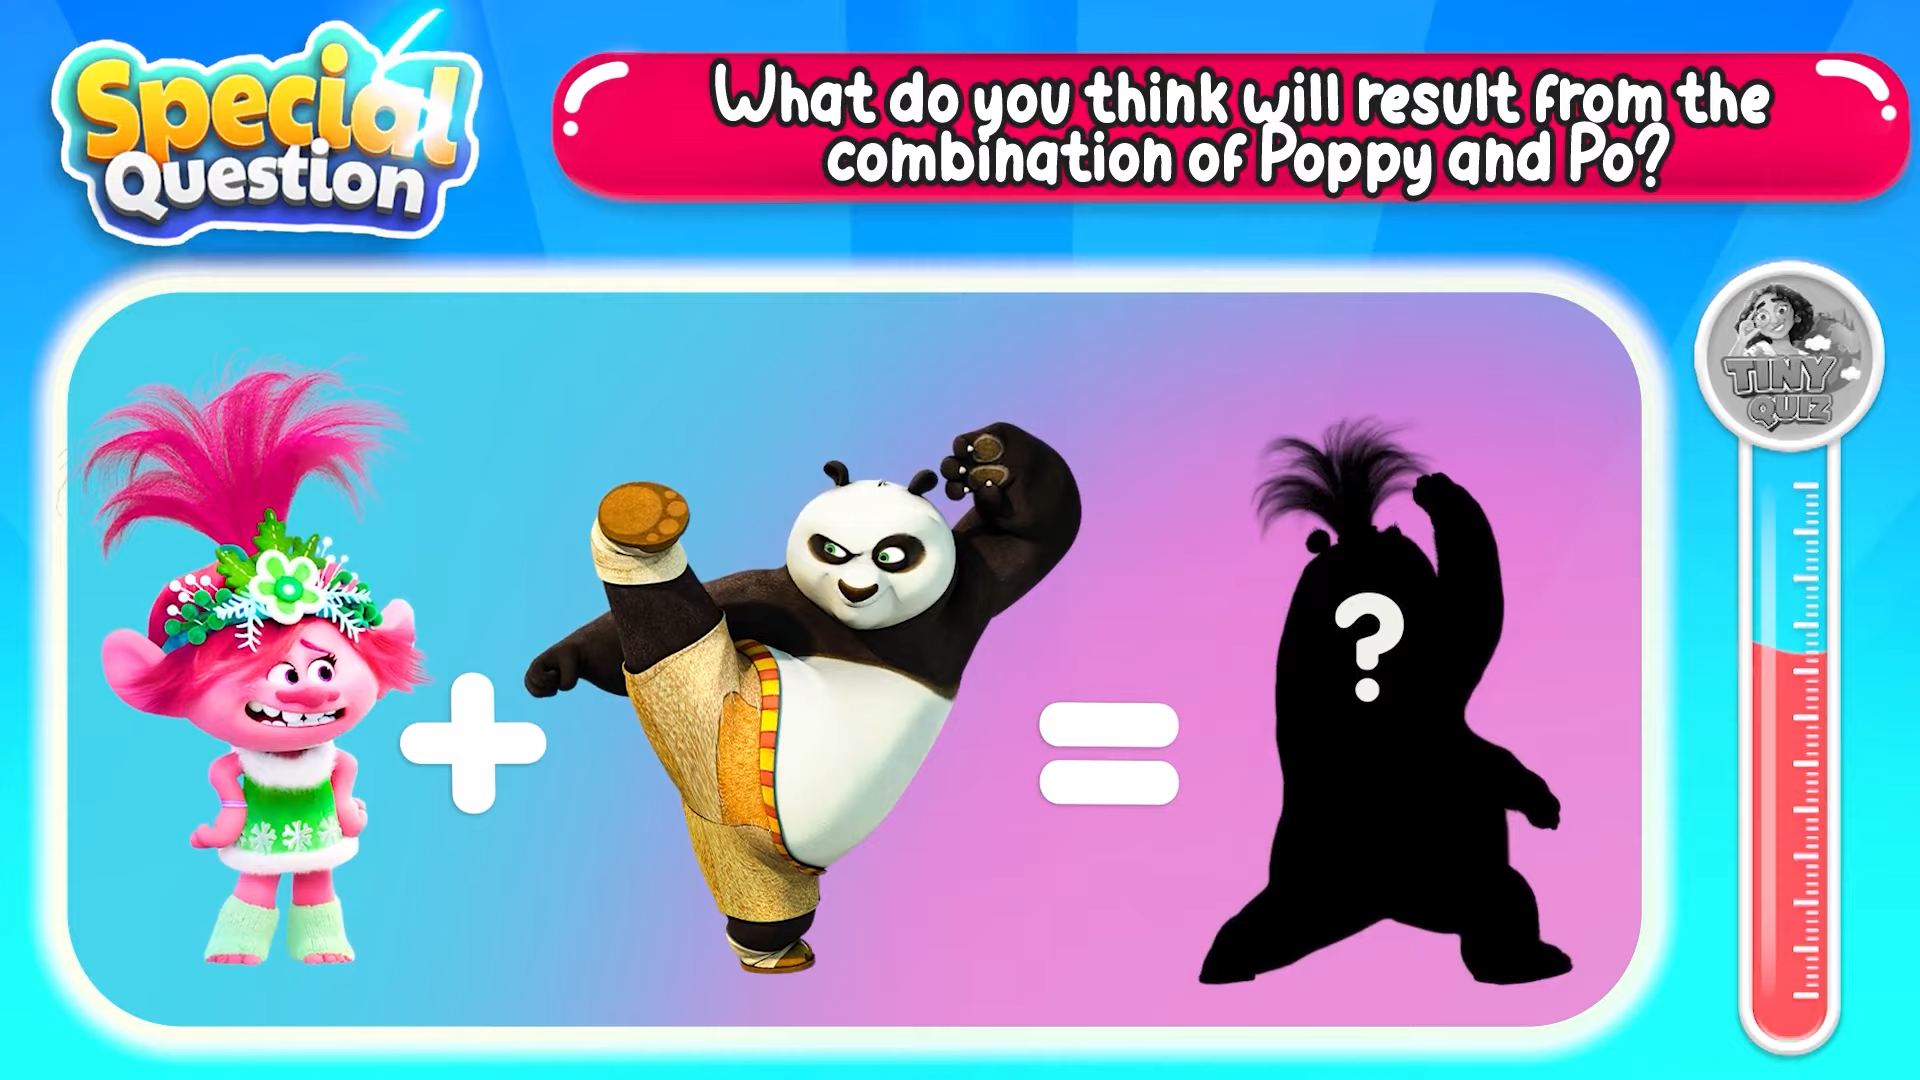 Special
Question
What do you think will result from the
combination of Poppy and Po?
TINY
QUIZ
?